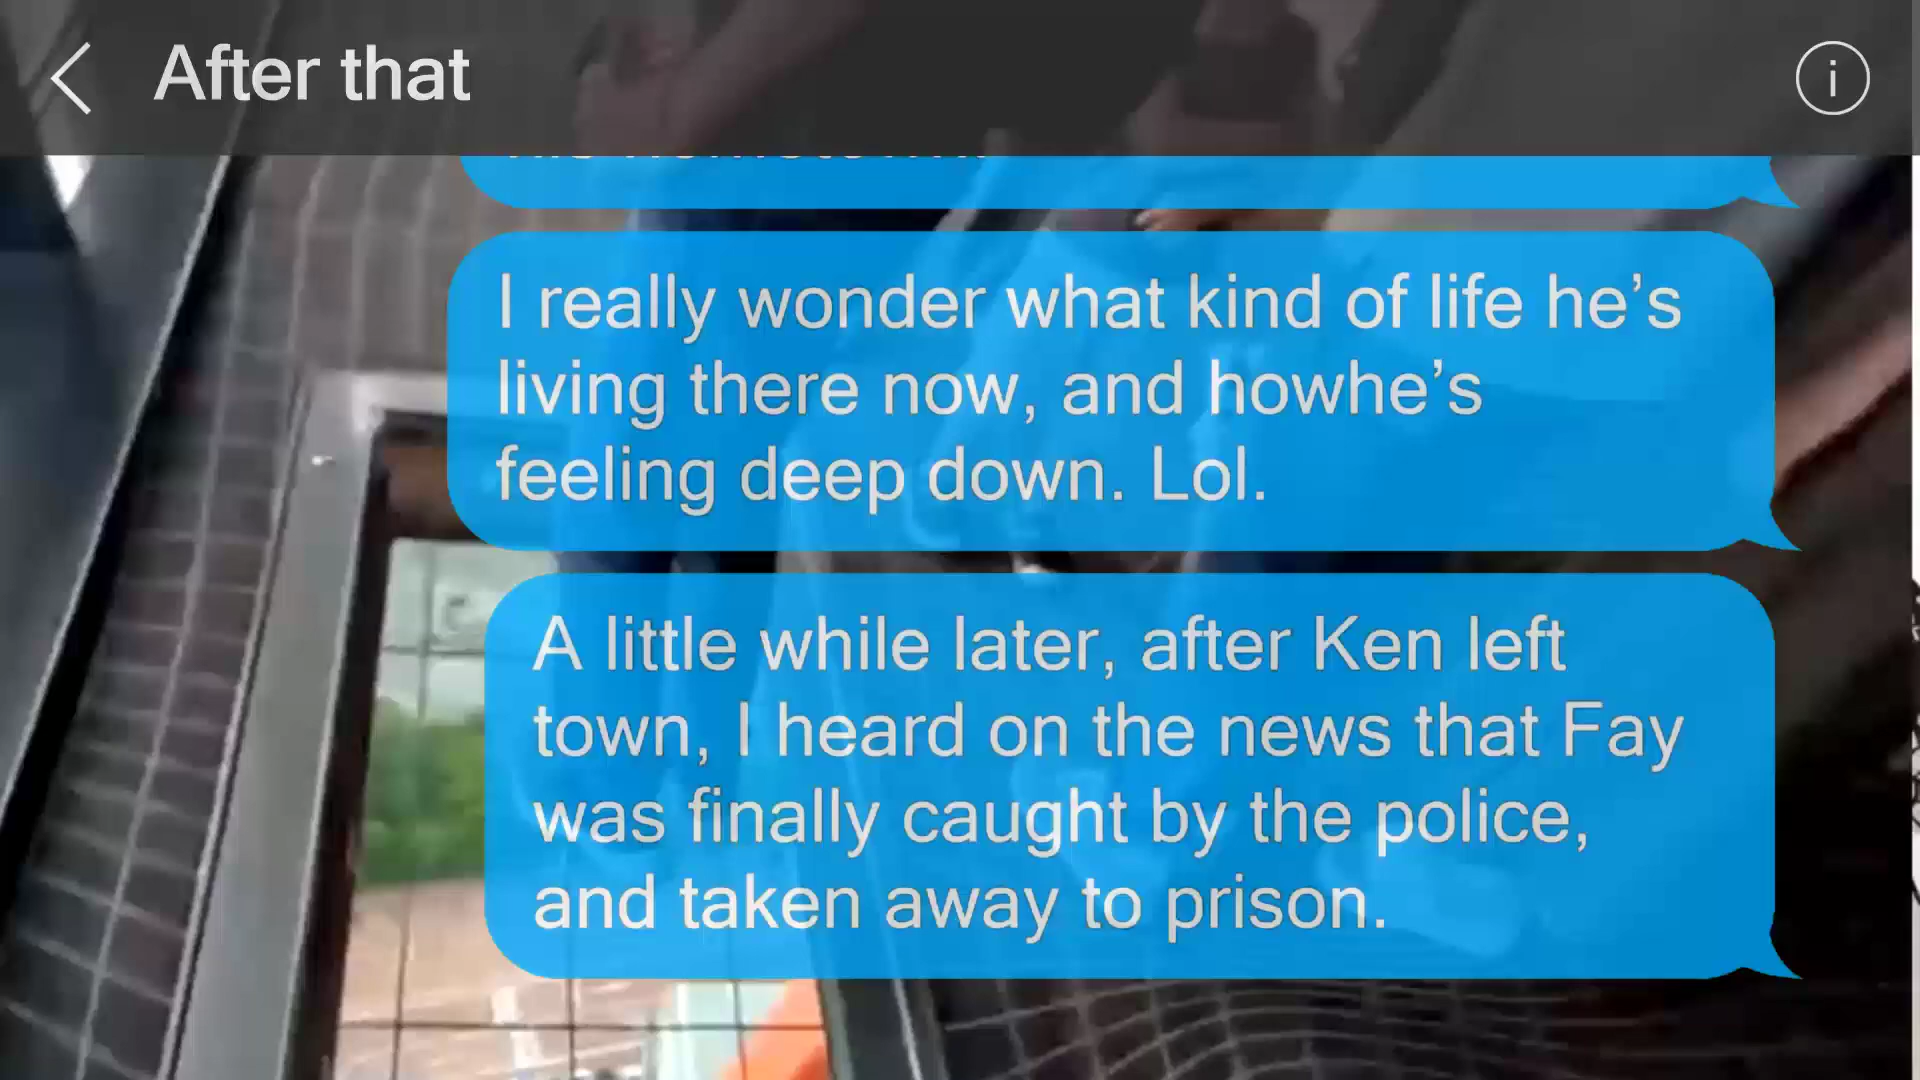 After that
I really wonder what kind of life he’s
living there now, and howhe’s
feeling deep down. Lol.
A little while later, after Ken left
town, I heard on the news that Fay
was finally caught by the police,
and taken away to prison.